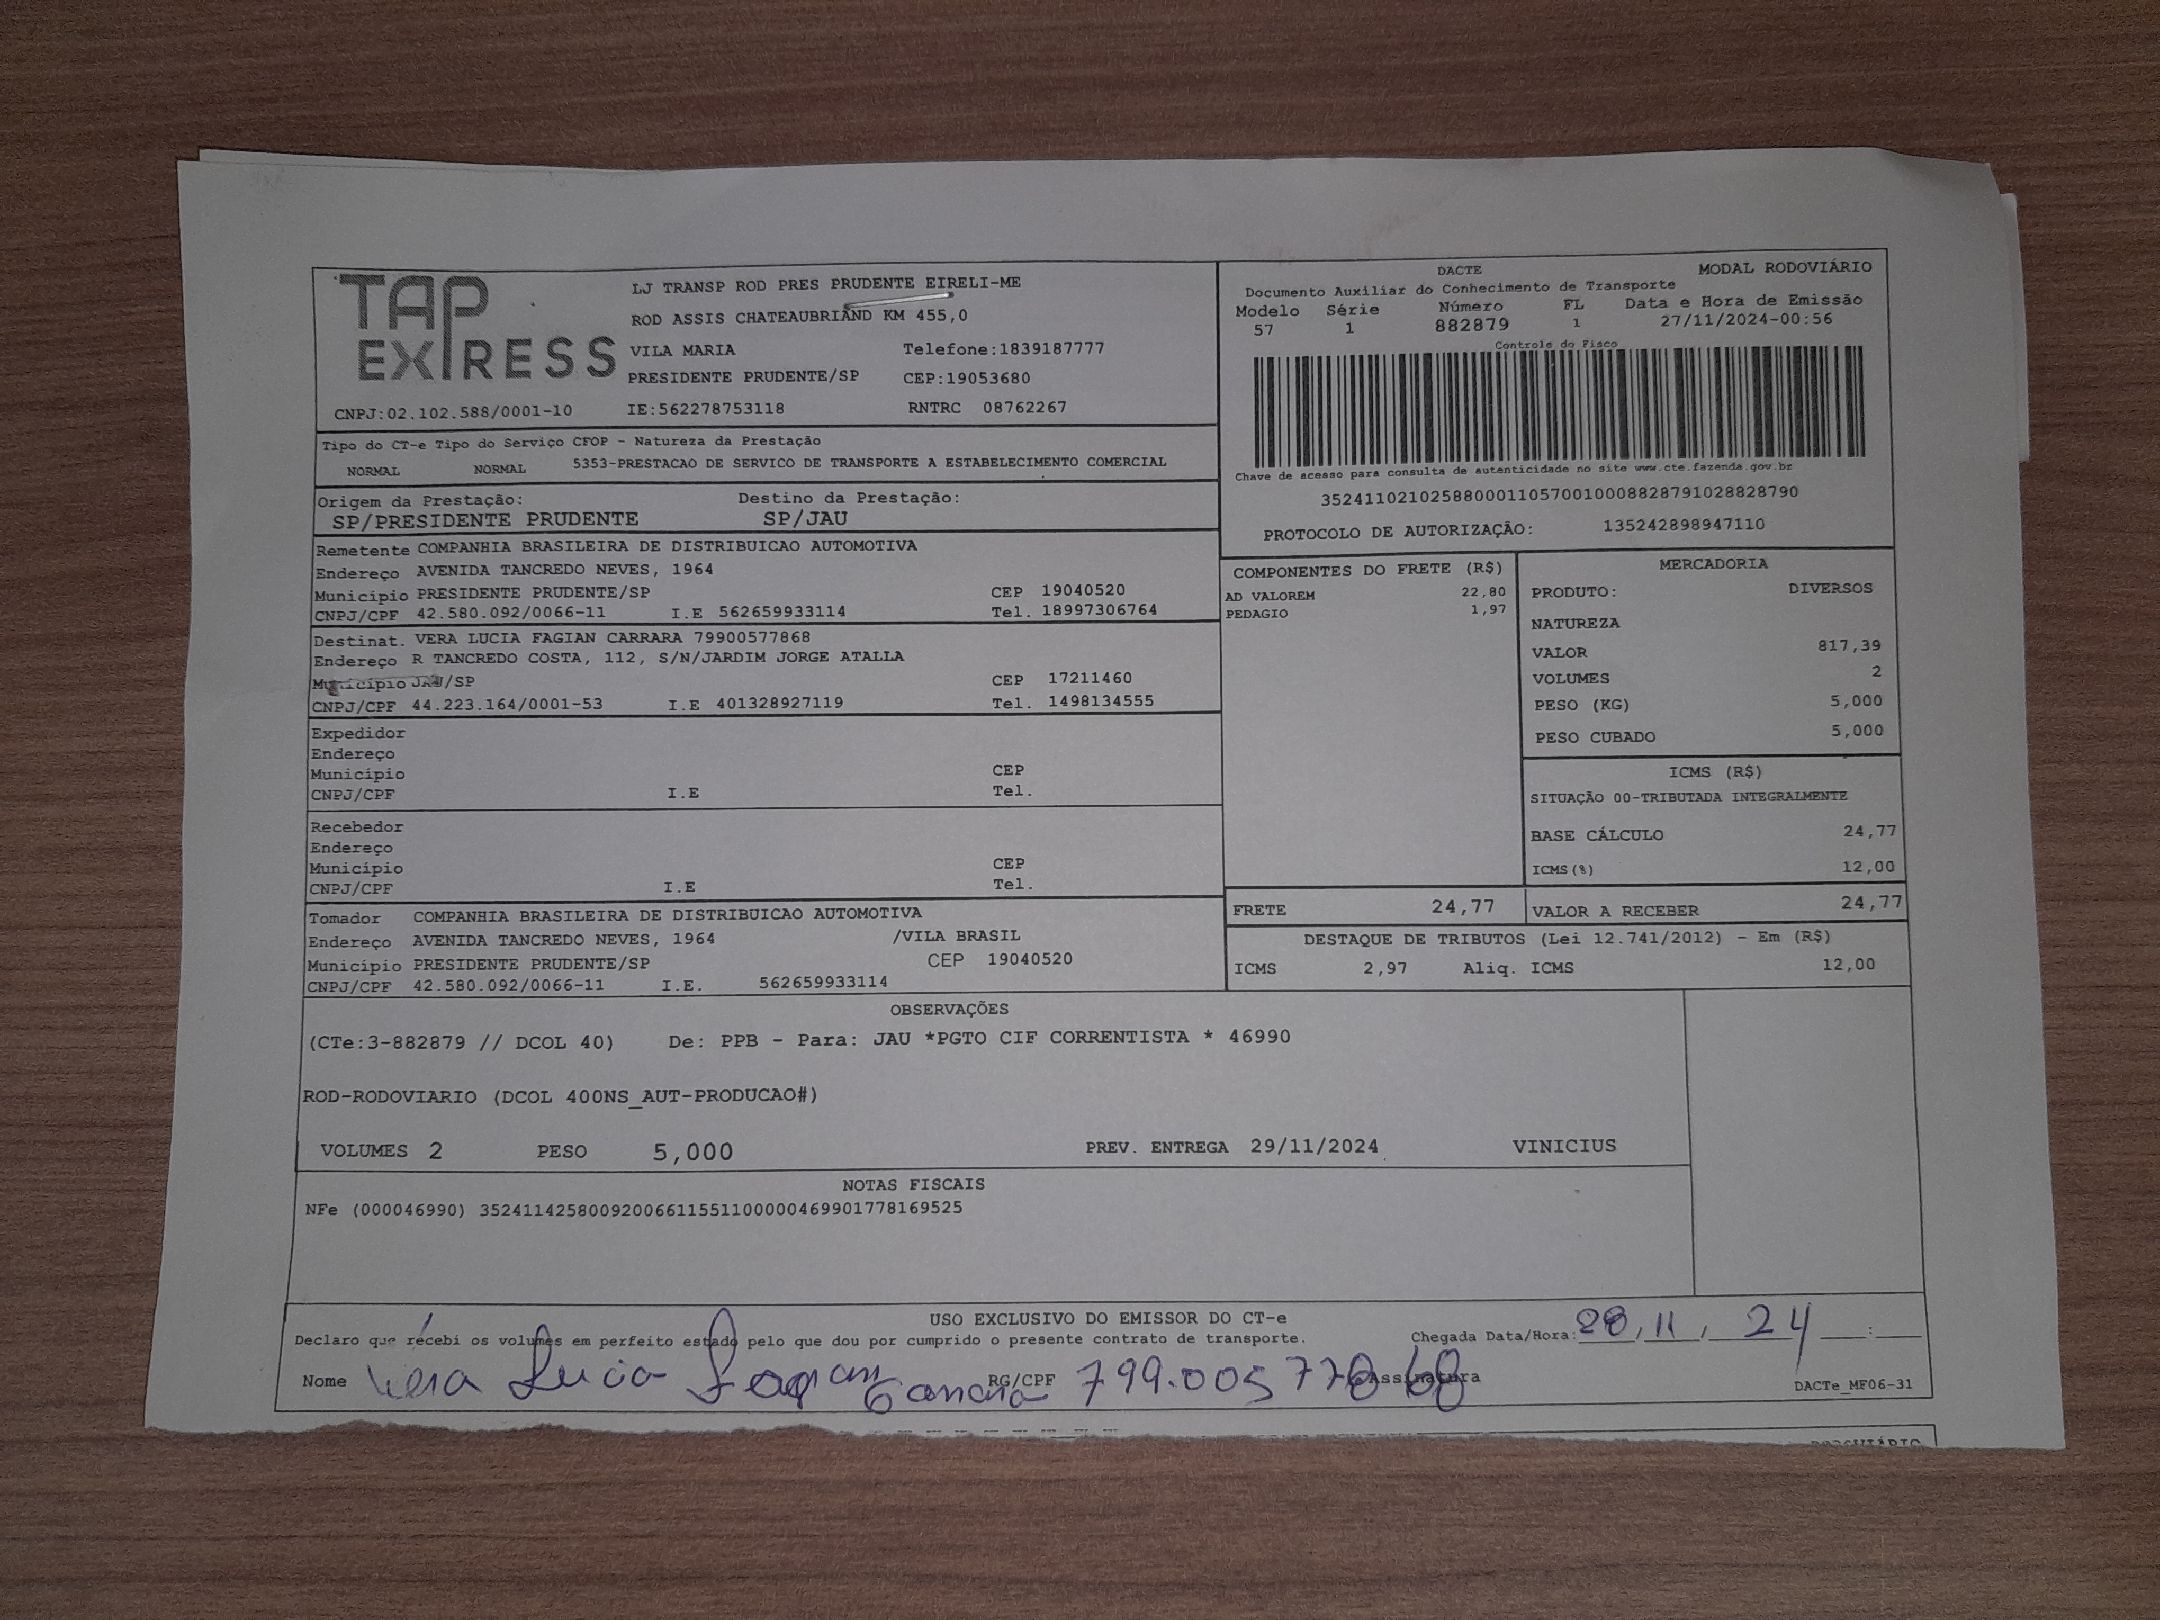 TAP EXPRESS
LJ TRANSP ROD PRES PRUDENTE EIRELI-ME
ROD ASSIS CHATEAUBRIAND KM 455,0
VILA MARIA Telefone:1839187777
PRESIDENTE PRUDENTE/SP CEP:19053680
CNPJ:02.102.588/0001-10 IE:562278753118 RNTRC 08762267
DACTE MODAL RODOVIÁRIO
Documento Auxiliar do Conhecimento de Transporte
Modelo Série Número FL Data e Hora de Emissão
57 1 882879 1 27/11/2024-00:56
Controle do Fisco
Chave de acesso para consulta de autenticidade no site www.cte.fazenda.gov.br
35241102102588000110570010008828791028828790
PROTOCOLO DE AUTORIZAÇÃO: 135242898947110
Tipo do CT-e Tipo do Serviço CFOP - Natureza da Prestação
NORMAL NORMAL 5353-PRESTACAO DE SERVICO DE TRANSPORTE A ESTABELECIMENTO COMERCIAL
Origem da Prestação: Destino da Prestação:
SP/PRESIDENTE PRUDENTE SP/JAU
Remetente COMPANHIA BRASILEIRA DE DISTRIBUICAO AUTOMOTIVA
Endereço AVENIDA TANCREDO NEVES, 1964
Município PRESIDENTE PRUDENTE/SP CEP 19040520
CNPJ/CPF 42.580.092/0066-11 I.E 562659933114 Tel. 18997306764
Destinat. VERA LUCIA FAGIAN CARRARA 79900577868
Endereço R TANCREDO COSTA, 112, S/N/JARDIM JORGE ATALLA
Município JAU/SP CEP 17211460
CNPJ/CPF 44.223.164/0001-53 I.E 401328927119 Tel. 1498134555
Expedidor
Endereço
Município CEP
CNPJ/CPF I.E Tel.
Recebedor
Endereço
Município CEP
CNPJ/CPF I.E Tel.
Tomador COMPANHIA BRASILEIRA DE DISTRIBUICAO AUTOMOTIVA
Endereço AVENIDA TANCREDO NEVES, 1964 /VILA BRASIL
Município PRESIDENTE PRUDENTE/SP CEP 19040520
CNPJ/CPF 42.580.092/0066-11 I.E. 562659933114
COMPONENTES DO FRETE (R$)
AD VALOREM 22,80
PEDAGIO 1,97
MERCADORIA
PRODUTO: DIVERSOS
NATUREZA
VALOR 817,39
VOLUMES 2
PESO (KG) 5,000
PESO CUBADO 5,000
ICMS (R$)
SITUAÇÃO 00-TRIBUTADA INTEGRALMENTE
BASE CÁLCULO 24,77
ICMS(%) 12,00
FRETE 24,77 VALOR A RECEBER 24,77
DESTAQUE DE TRIBUTOS (Lei 12.741/2012) - Em (R$)
ICMS 2,97 Aliq. ICMS 12,00
OBSERVAÇÕES
(CTe:3-882879 // DCOL 40) De: PPB - Para: JAU *PGTO CIF CORRENTISTA * 46990
ROD-RODOVIARIO (DCOL 400NS_AUT-PRODUCAO#)
VOLUMES 2 PESO 5,000 PREV. ENTREGA 29/11/2024 VINICIUS
NOTAS FISCAIS
NFe (000046990) 35241142580092006611551100000469901778169525
USO EXCLUSIVO DO EMISSOR DO CT-e
Declaro que recebi os volumes em perfeito estado pelo que dou por cumprido o presente contrato de transporte. Chegada Data/Hora: 28,11,24 :
Nome Vera Lucia Fagian Carrara RG/CPF 799.005778 68 Assinatura
DACTe_MF06-31